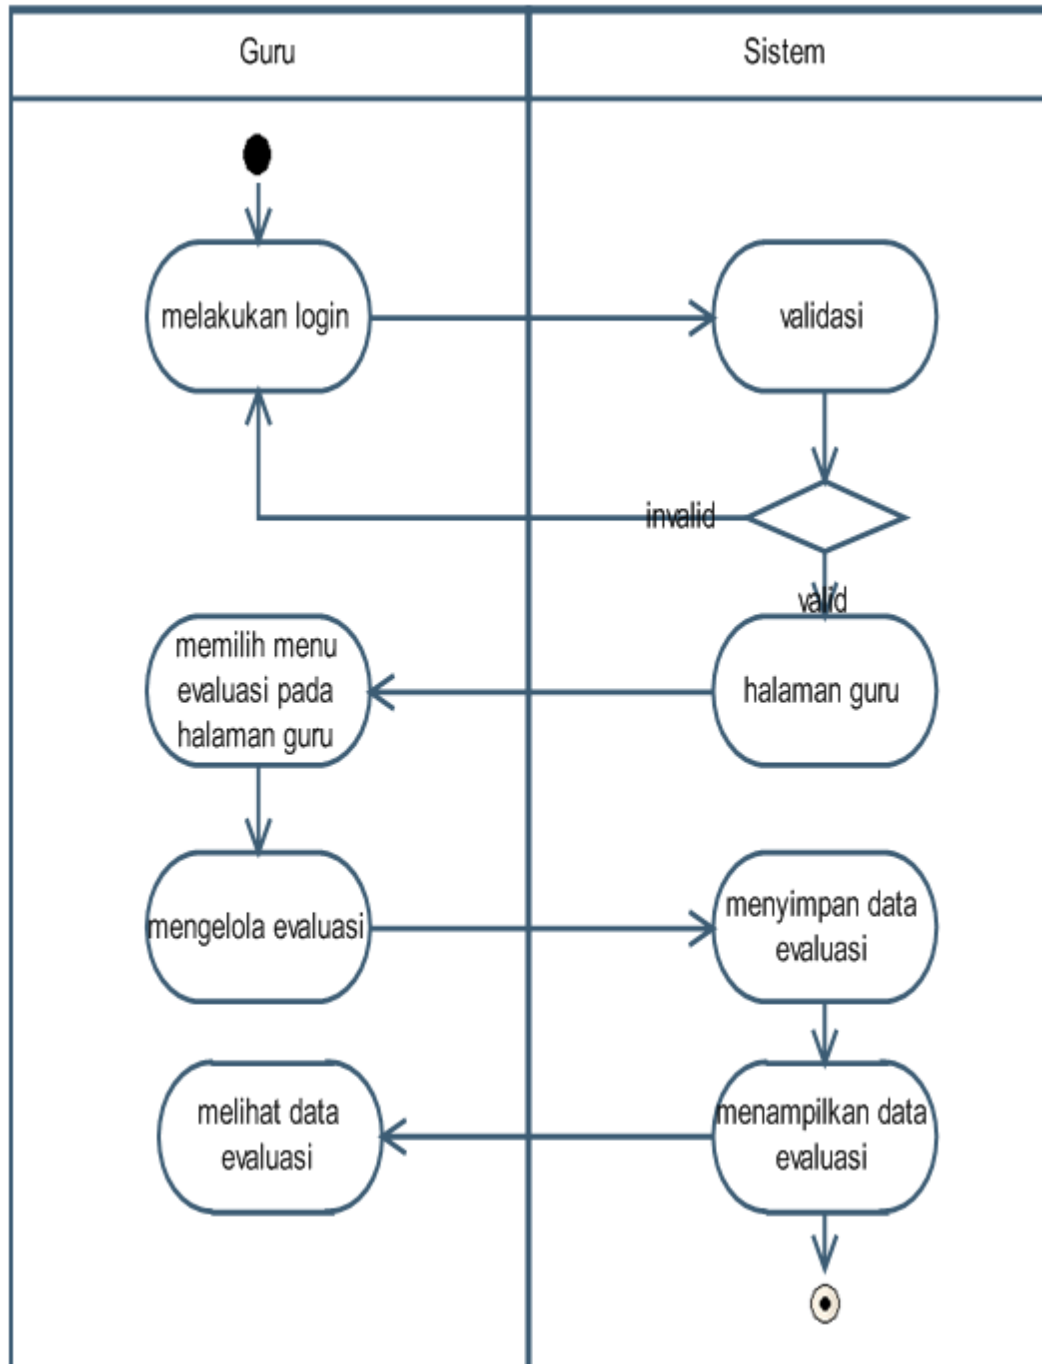 Guru
Sistem
melakukan login
validasi
invalid
valid
memilih menu
evaluasi pada
halaman guru
halaman guru
mengelola evaluasi
menyimpan data
evaluasi
melihat data
evaluasi
menampilkan data
evaluasi